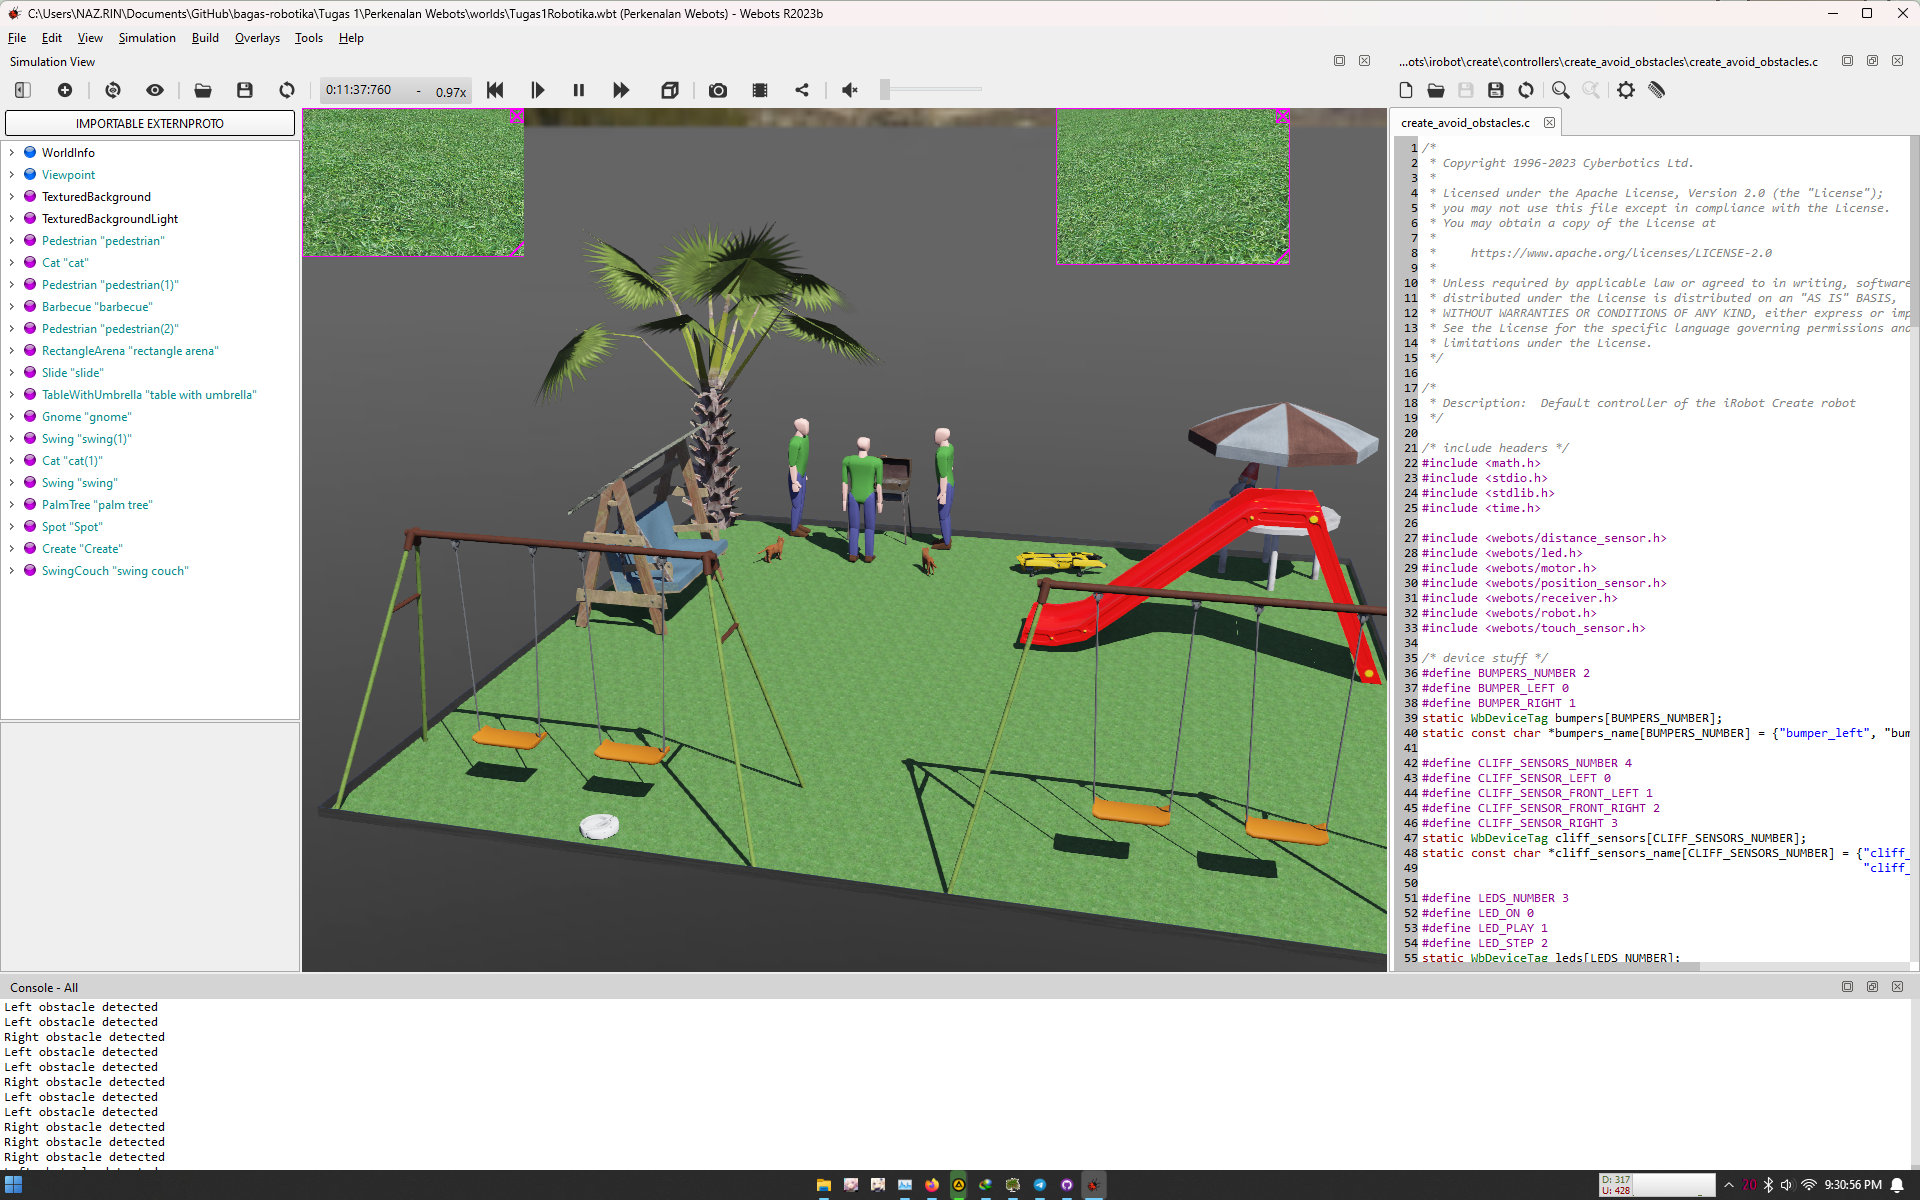 C:\Users\NAZ.RIN\Documents\GitHub\bagas-robotika\Tugas 1\Perkenalan Webots\worlds\Tugas1Robotika.wbt (Perkenalan Webots) - Webots R2023b
File Edit View Simulation Build Overlays Tools Help
Simulation View
0:11:37:760 - 0.97x
IMPORTABLE EXTERNPROTO
WorldInfo
Viewpoint
TexturedBackground
TexturedBackgroundLight
Pedestrian "pedestrian"
Cat "cat"
Pedestrian "pedestrian(1)"
Barbecue "barbecue"
Pedestrian "pedestrian(2)"
RectangleArena "rectangle arena"
Slide "slide"
TableWithUmbrella "table with umbrella"
Gnome "gnome"
Swing "swing(1)"
Cat "cat(1)"
Swing "swing"
PalmTree "palm tree"
Spot "Spot"
Create "Create"
SwingCouch "swing couch"
...ots\irobot\create\controllers\create_avoid_obstacles\create_avoid_obstacles.c
create_avoid_obstacles.c
1 /*
2 * Copyright 1996-2023 Cyberbotics Ltd.
3 *
4 * Licensed under the Apache License, Version 2.0 (the "License");
5 * you may not use this file except in compliance with the License.
6 * You may obtain a copy of the License at
7 *
8 * https://www.apache.org/licenses/LICENSE-2.0
9 *
10 * Unless required by applicable law or agreed to in writing, software
11 * distributed under the License is distributed on an "AS IS" BASIS,
12 * WITHOUT WARRANTIES OR CONDITIONS OF ANY KIND, either express or imp
13 * See the License for the specific language governing permissions and
14 * limitations under the License.
15 */
16
17 /*
18 * Description: Default controller of the iRobot Create robot
19 */
20
21 /* include headers */
22 #include <math.h>
23 #include <stdio.h>
24 #include <stdlib.h>
25 #include <time.h>
26
27 #include <webots/distance_sensor.h>
28 #include <webots/led.h>
29 #include <webots/motor.h>
30 #include <webots/position_sensor.h>
31 #include <webots/receiver.h>
32 #include <webots/robot.h>
33 #include <webots/touch_sensor.h>
34
35 /* device stuff */
36 #define BUMPERS_NUMBER 2
37 #define BUMPER_LEFT 0
38 #define BUMPER_RIGHT 1
39 static WbDeviceTag bumpers[BUMPERS_NUMBER];
40 static const char *bumpers_name[BUMPERS_NUMBER] = {"bumper_left", "bum
41
42 #define CLIFF_SENSORS_NUMBER 4
43 #define CLIFF_SENSOR_LEFT 0
44 #define CLIFF_SENSOR_FRONT_LEFT 1
45 #define CLIFF_SENSOR_FRONT_RIGHT 2
46 #define CLIFF_SENSOR_RIGHT 3
47 static WbDeviceTag cliff_sensors[CLIFF_SENSORS_NUMBER];
48 static const char *cliff_sensors_name[CLIFF_SENSORS_NUMBER] = {"cliff_
49 "cliff_
50
51 #define LEDS_NUMBER 3
52 #define LED_ON 0
53 #define LED_PLAY 1
54 #define LED_STEP 2
55 static WbDeviceTag leds[LEDS_NUMBER];
Console - All
Left obstacle detected
Left obstacle detected
Right obstacle detected
Left obstacle detected
Left obstacle detected
Right obstacle detected
Left obstacle detected
Left obstacle detected
Right obstacle detected
Right obstacle detected
Right obstacle detected
Left obstacle detected
D: 317
U: 428
20
9:30:56 PM